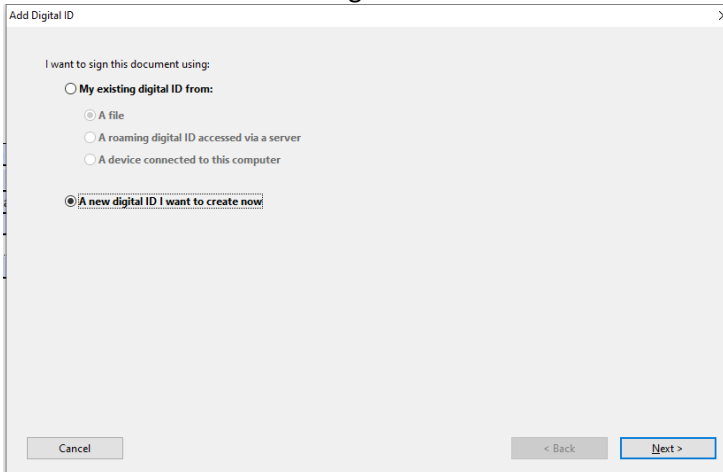 Add Digital ID
I want to sign this document using:
My existing digital ID from:
A file
A roaming digital ID accessed via a server
A device connected to this computer
A new digital ID I want to create now
Cancel
< Back
Next >